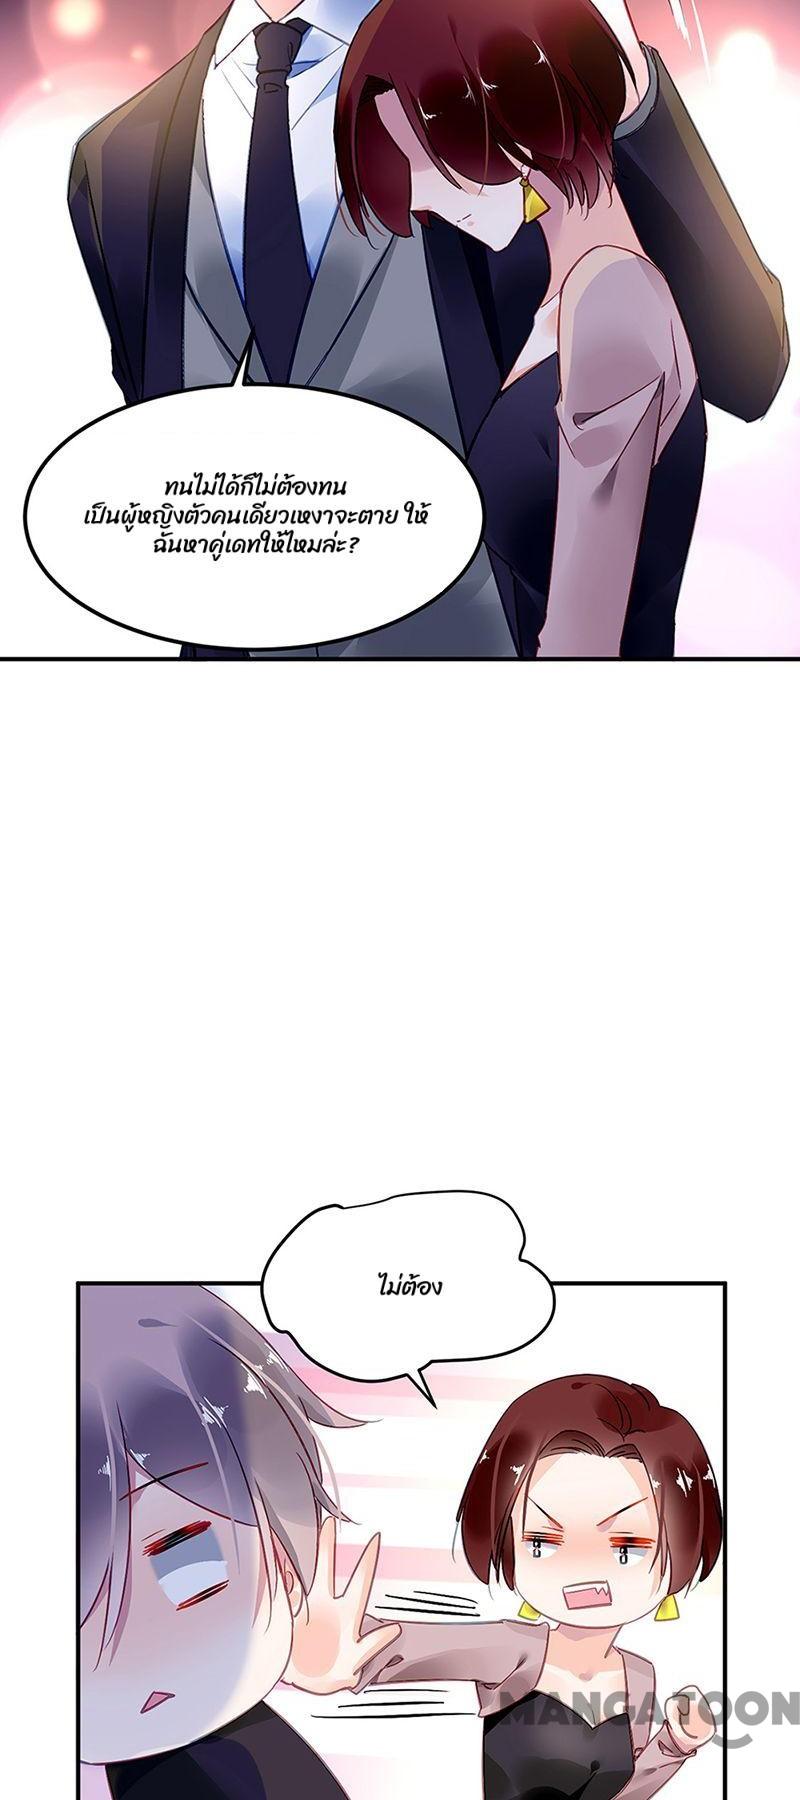 ทนไม่ได้ก็ไม่ต้องทน
เป็นผู้หญิงตัวคนเดียวเหงาจะตาย ให้
ฉันหาคู่เดทให้ไหมล่ะ?
ไม่ต้อง
MANGATOON